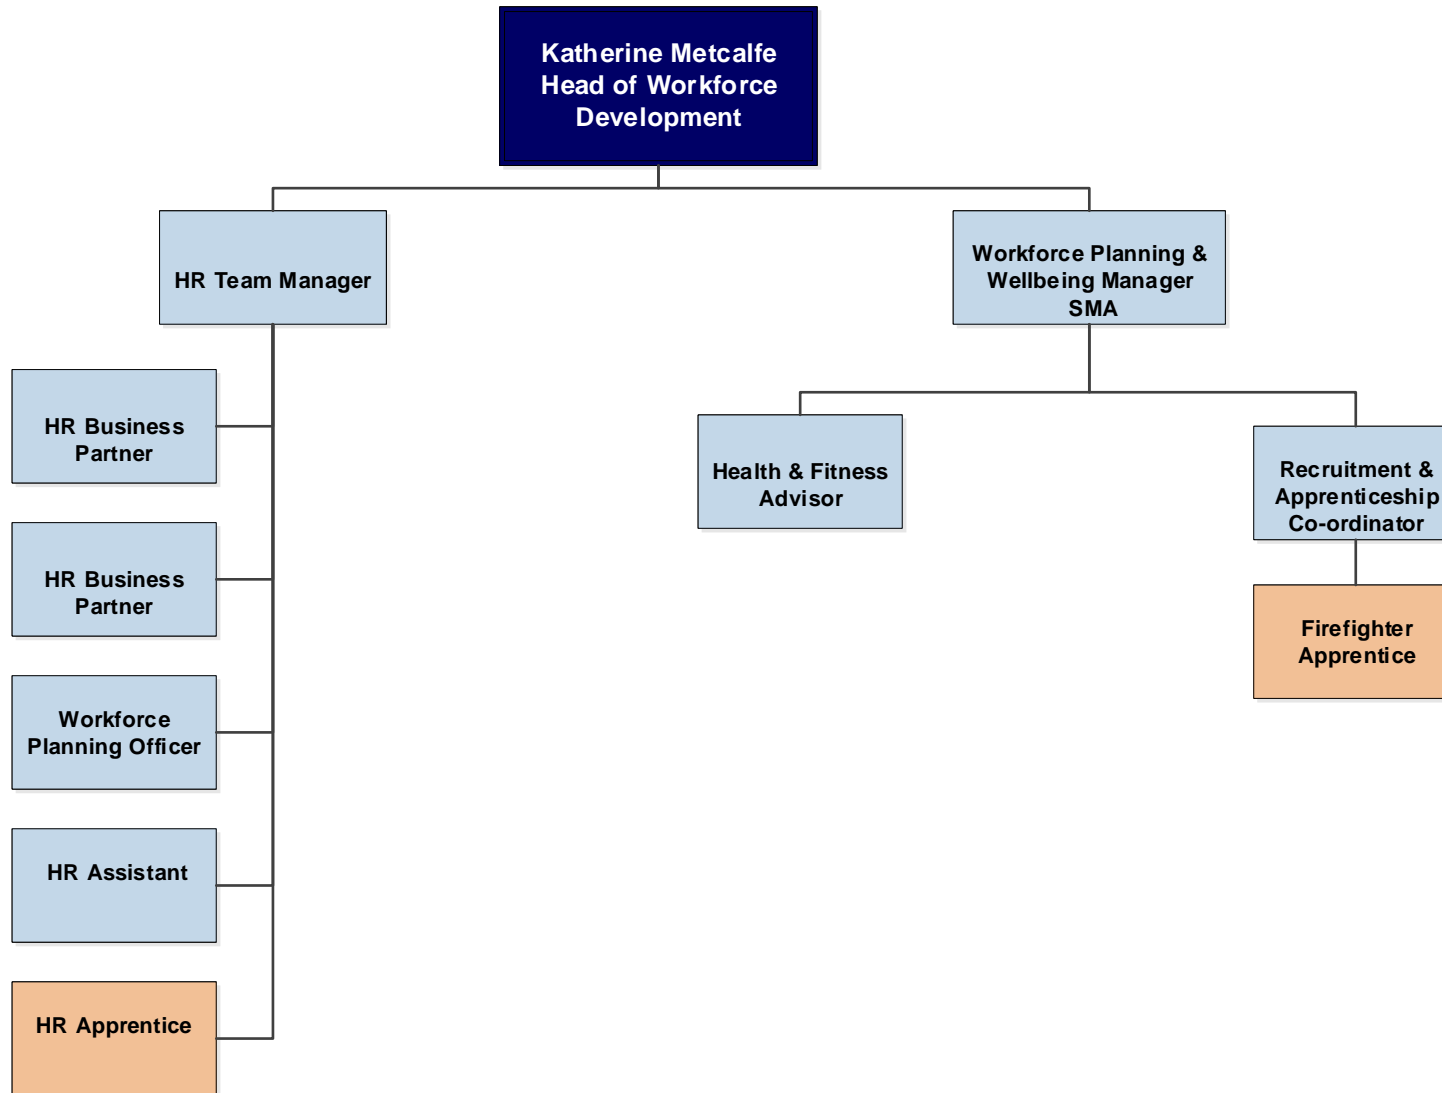 Katherine Metcalfe
Head of Workforce
Development
HR Team Manager
Workforce Planning &
Wellbeing Manager
SMA
HR Business
Partner
HR Business
Partner
Workforce
Planning Officer
HR Assistant
HR Apprentice
Health & Fitness
Advisor
Recruitment &
Apprenticeship
Co-ordinator
Firefighter
Apprentice